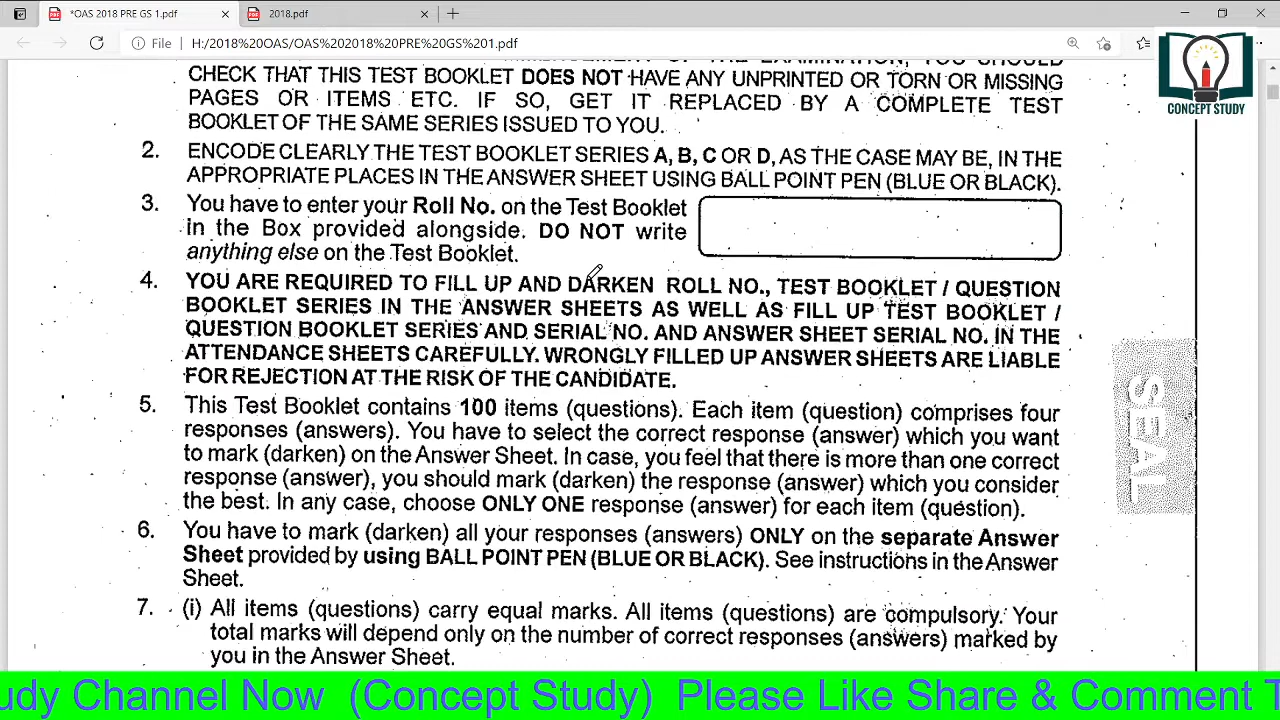 *OAS 2018 PRE GS 1.pdf
2018.pdf
File H:/2018%20OAS/OAS%202018%20PRE%20GS%201.pdf
CONCEPT STUDY
CHECK THAT THIS TEST BOOKLET DOES NOT HAVE ANY UNPRINTED OR TORN OR MISSING
PAGES OR ITEMS ETC. IF SO, GET IT REPLACED BY A COMPLETE TEST
BOOKLET OF THE SAME SERIES ISSUED TO YOU.
2. ENCODE CLEARLY THE TEST BOOKLET SERIES A, B, C OR D, AS THE CASE MAY BE, IN THE
APPROPRIATE PLACES IN THE ANSWER SHEET USING BALL POINT PEN (BLUE OR BLACK).
3. You have to enter your Roll No. on the Test Booklet
in the Box provided alongside. DO NOT write
anything else on the Test Booklet.
4. YOU ARE REQUIRED TO FILL UP AND DARKEN ROLL NO., TEST BOOKLET / QUESTION
BOOKLET SERIES IN THE ANSWER SHEETS AS WELL AS FILL UP TEST BOOKLET /
QUESTION BOOKLET SERIES AND SERIAL NO. AND ANSWER SHEET SERIAL NO. IN THE
ATTENDANCE SHEETS CAREFULLY. WRONGLY FILLED UP ANSWER SHEETS ARE LIABLE
FOR REJECTION AT THE RISK OF THE CANDIDATE.
5. This Test Booklet contains 100 items (questions). Each item (question) comprises four
responses (answers). You have to select the correct response (answer) which you want
to mark (darken) on the Answer Sheet. In case, you feel that there is more than one correct
response (answer), you should mark (darken) the response (answer) which you consider
the best. In any case, choose ONLY ONE response (answer) for each item (question).
6. You have to mark (darken) all your responses (answers) ONLY on the separate Answer
Sheet provided by using BALL POINT PEN (BLUE OR BLACK). See instructions in the Answer
Sheet.
7. (i) All items (questions) carry equal marks. All items (questions) are compulsory. Your
total marks will depend only on the number of correct responses (answers) marked by
you in the Answer Sheet.
SEAL
Channel Now (Concept Study) Please Like Share & Comment